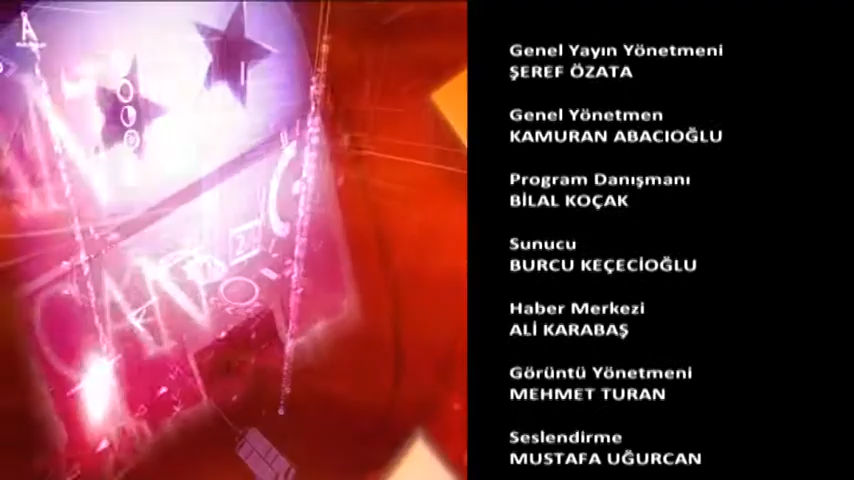 Genel Yayın Yönetmeni
ŞEREF ÖZATA
Genel Yönetmen
KAMURAN ABACIOĞLU
Program Danışmanı
BİLAL KOÇAK
Sunucu
BURCU KEÇECİOĞLU
Haber Merkezi
ALİ KARABAŞ
Görüntü Yönetmeni
MEHMET TURAN
Seslendirme
MUSTAFA UĞURCAN